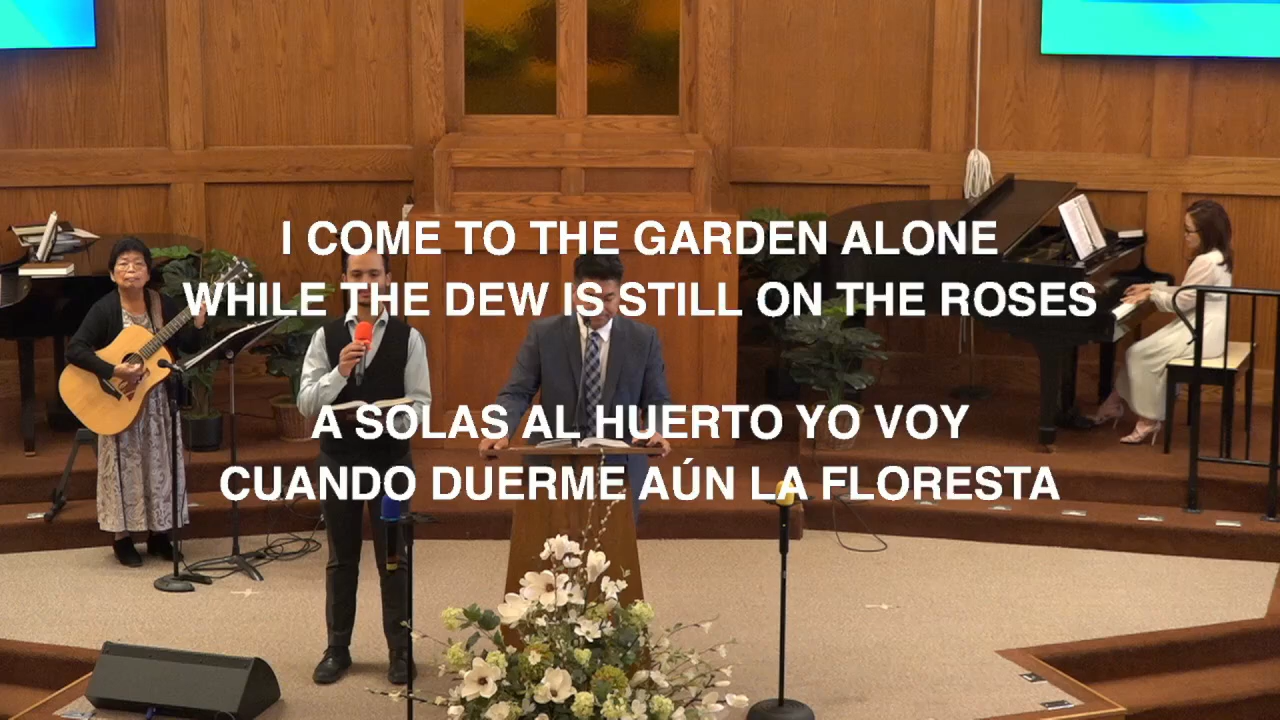 I COME TO THE GARDEN ALONE
WHILE THE DEW IS STILL ON THE ROSES
A SOLAS AL HUERTO YO VOY
CUANDO DUERME AÚN LA FLORESTA